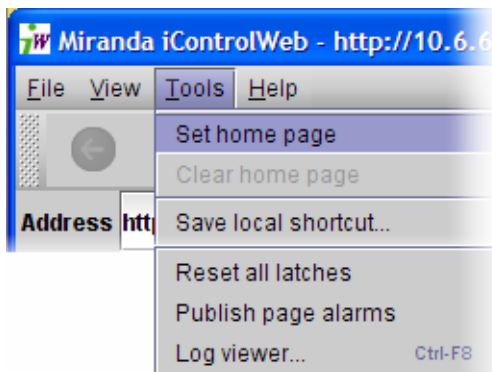 Miranda iControlWeb - http://10.6.6
File View Tools Help
Set home page
Clear home page
Address htt
Save local shortcut...
Reset all latches
Publish page alarms
Log viewer... Ctrl-F8